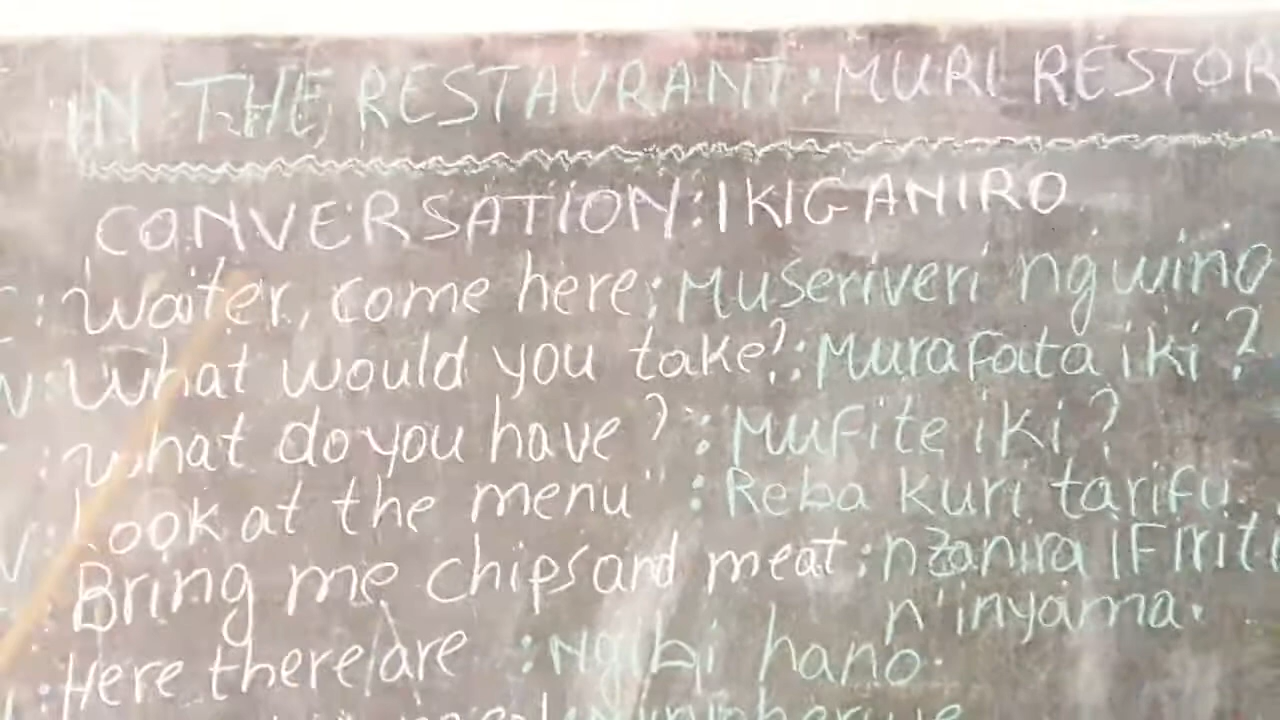 IN THE RESTAURANT: MURI RESTOR
CONVERSATION: IKIGANIRO
: Waiter, come here: Museriveri ngwino
W: What would you take?: Murafata iki?
: What do you have?: Mufite iki?
W: Look at the menu": Reba kuri tarifu.
Bring me chips and meat: nzanira iFiriti
n'inyama.
: Here there/are : Ngibi hano.